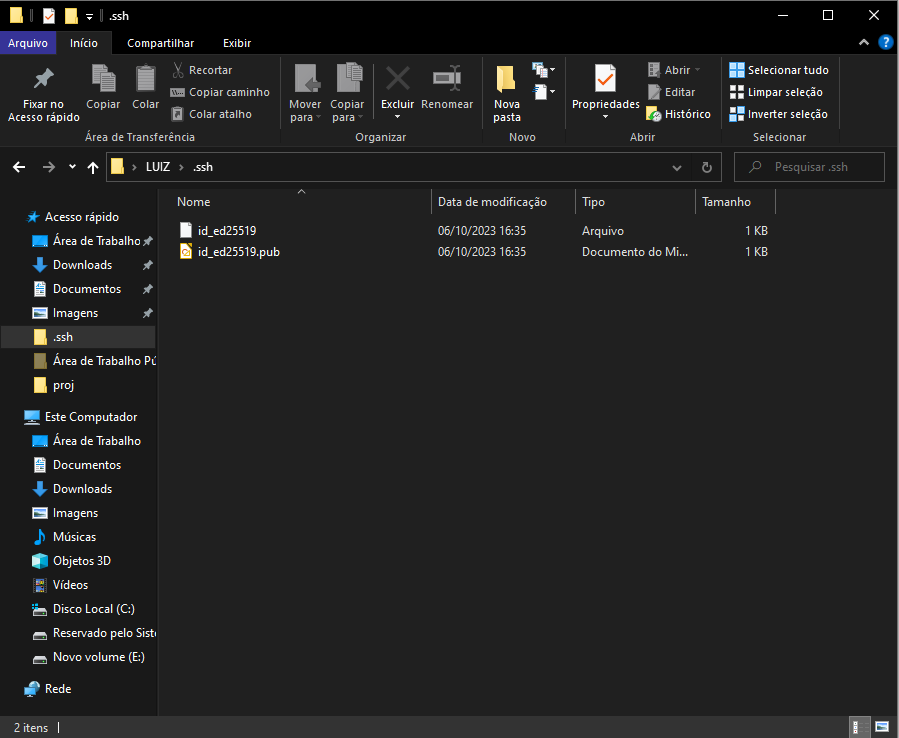 .ssh
Arquivo Início Compartilhar Exibir
Fixar no Acesso rápido
Copiar
Colar
Recortar
Copiar caminho
Colar atalho
Mover para
Copiar para
Excluir
Renomear
Nova pasta
Propriedades
Abrir
Editar
Histórico
Selecionar tudo
Limpar seleção
Inverter seleção
Área de Transferência Organizar Novo Abrir Selecionar
LUIZ .ssh Pesquisar .ssh
Nome Data de modificação Tipo Tamanho
id_ed25519 06/10/2023 16:35 Arquivo 1 KB
id_ed25519.pub 06/10/2023 16:35 Documento do Mi... 1 KB
Acesso rápido
Área de Trabalho
Downloads
Documentos
Imagens
.ssh
Área de Trabalho Pú
proj
Este Computador
Área de Trabalho
Documentos
Downloads
Imagens
Músicas
Objetos 3D
Vídeos
Disco Local (C:)
Reservado pelo Siste
Novo volume (E:)
Rede
2 itens